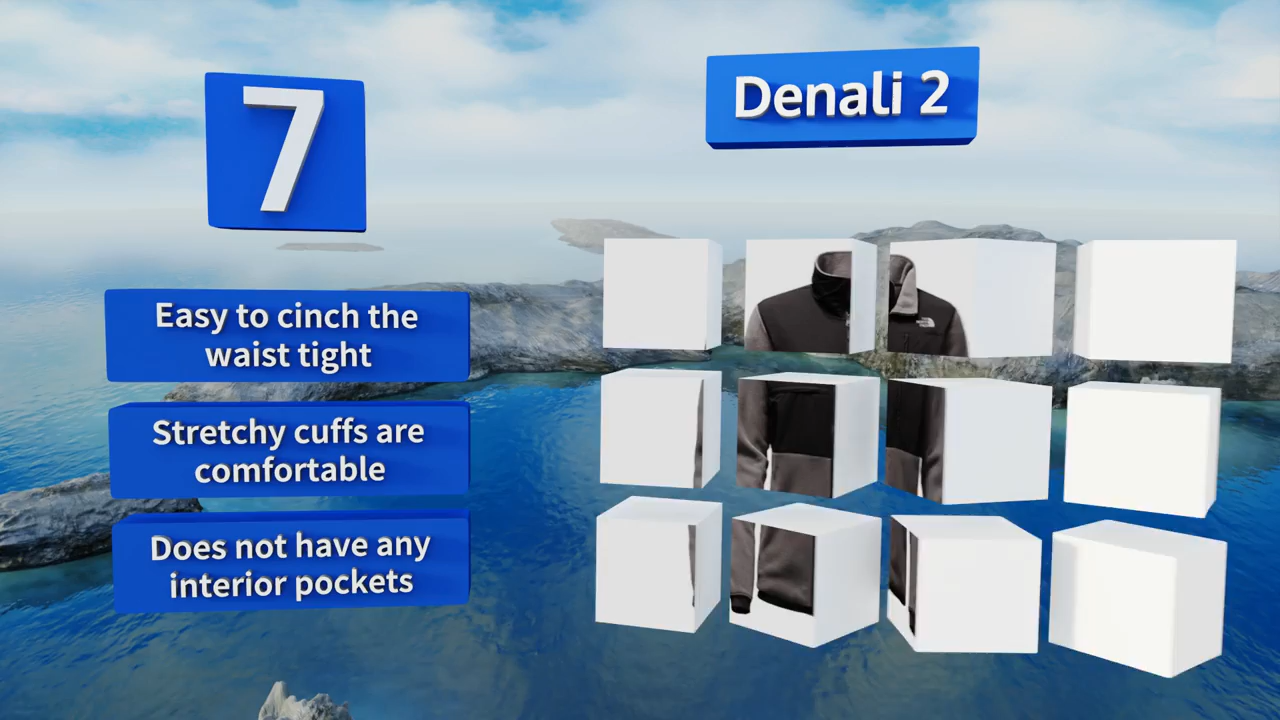 7
Denali 2
Easy to cinch the
waist tight
Stretchy cuffs are
comfortable
Does not have any
interior pockets